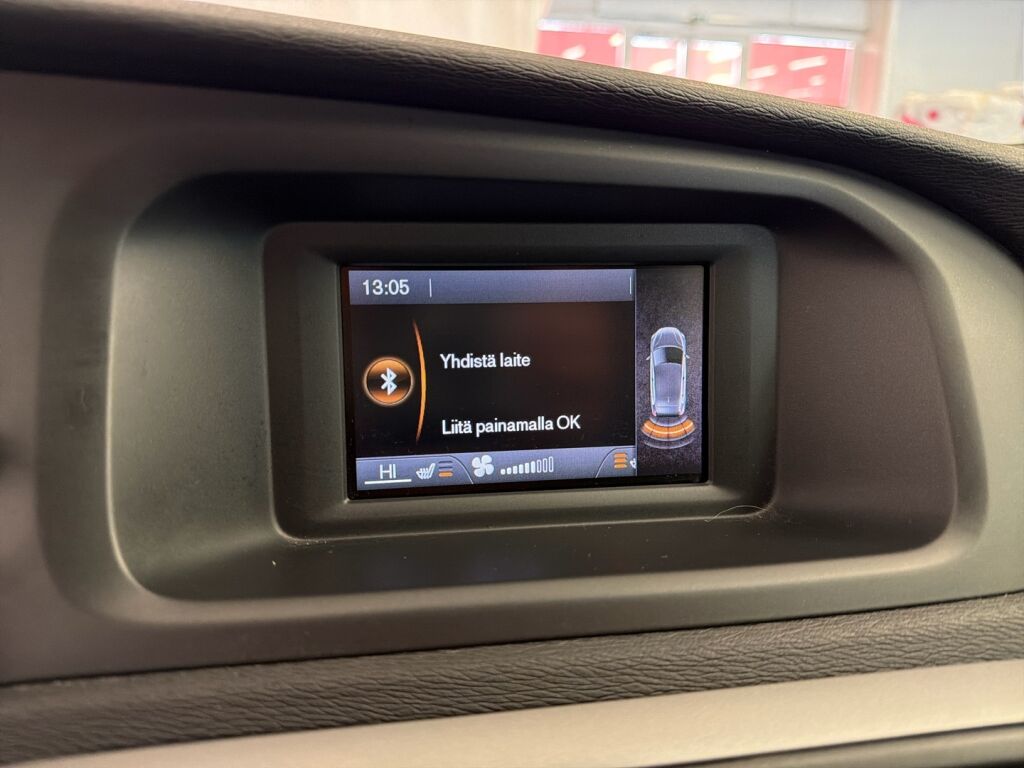 13:05
Yhdistä laite
Liitä painamalla OK
HI